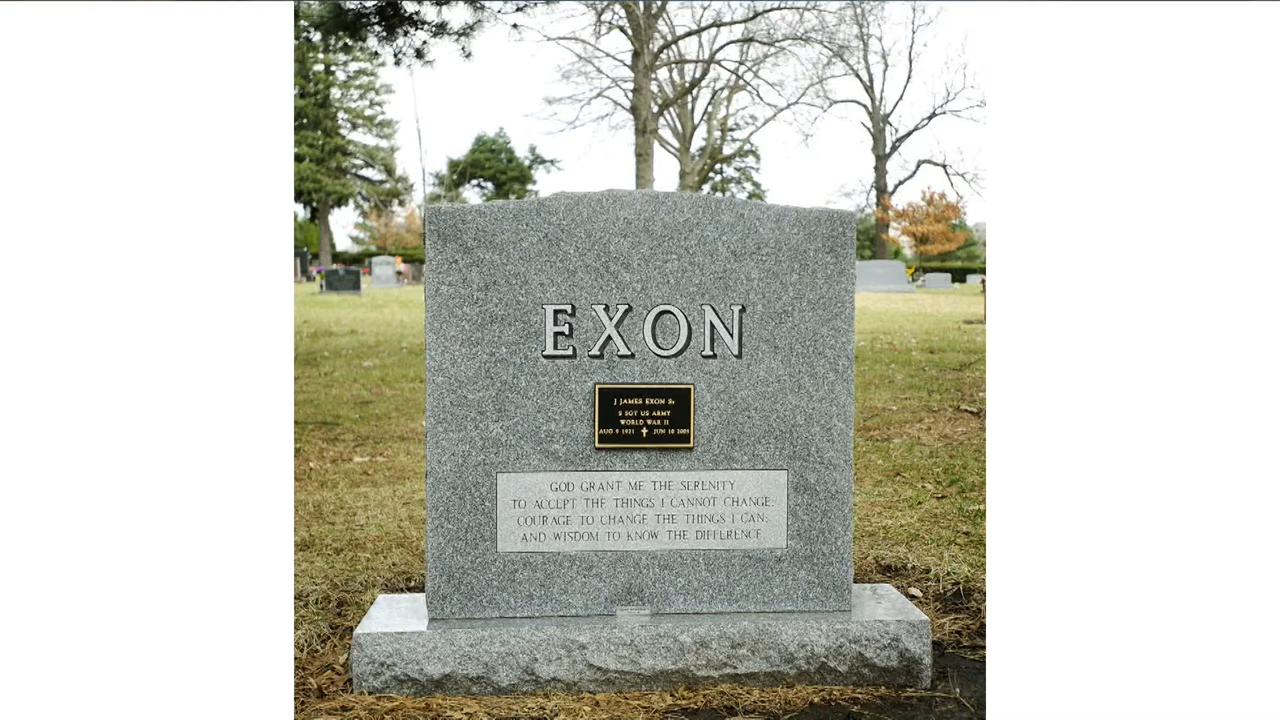 EXON
J JAMES EXON Sr
S SGT US ARMY
WORLD WAR II
AUG 9 1921 JUN 10 2005
GOD GRANT ME THE SERENITY
TO ACCEPT THE THINGS I CANNOT CHANGE;
COURAGE TO CHANGE THE THINGS I CAN;
AND WISDOM TO KNOW THE DIFFERENCE